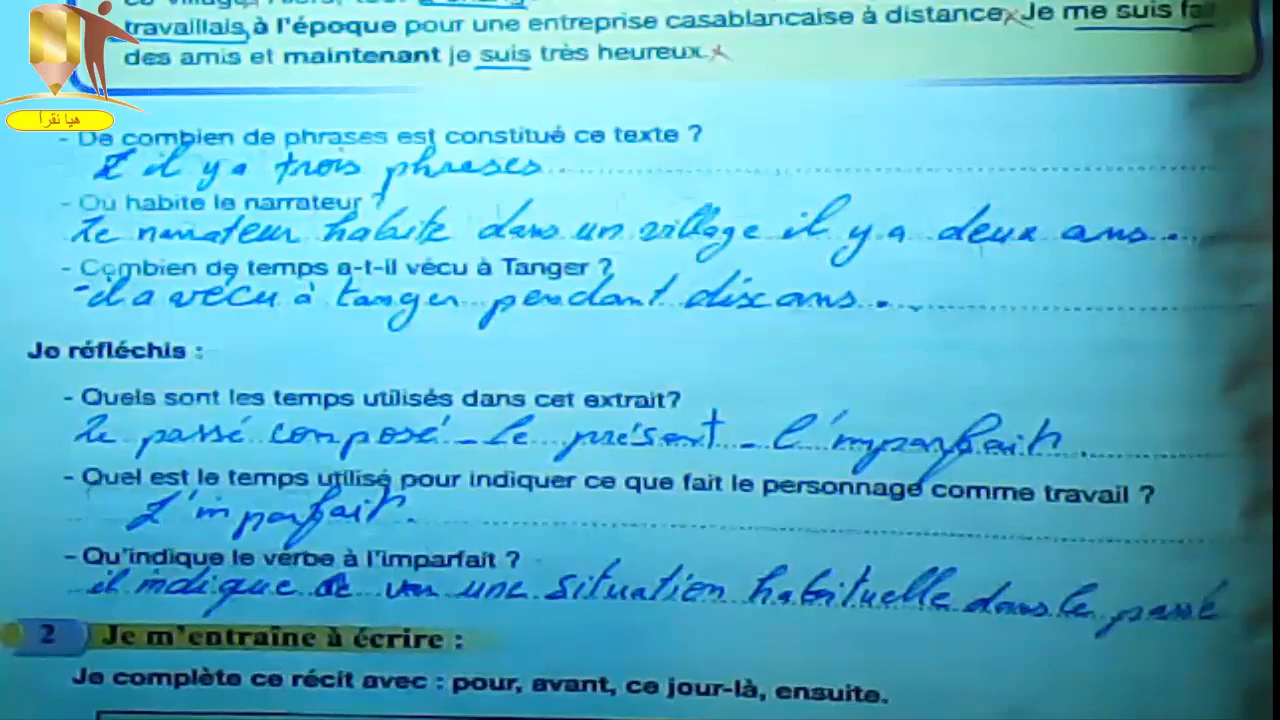 travaillais, à l'époque pour une entreprise casablancaise à distance. Je me suis fa
des amis et maintenant je suis très heureux.
هيا نقرأ
- De combien de phrases est constitué ce texte ?
il y a trois phrases
- Ou habite le narrateur ?
Le narrateur habite dans un village il y a deux ans.
- Combien de temps a-t-il vécu à Tanger ?
- il a vécu à tanger pendant dix ans.
Je réfléchis :
- Quels sont les temps utilisés dans cet extrait?
Le passé composé - le présent - l'imparfait.
- Quel est le temps utilisé pour indiquer ce que fait le personnage comme travail ?
L'imparfait.
- Qu'indique le verbe à l'imparfait ?
il indique une situation habituelle dans le passé
2 Je m'entraîne à écrire :
Je complète ce récit avec : pour, avant, ce jour-là, ensuite.